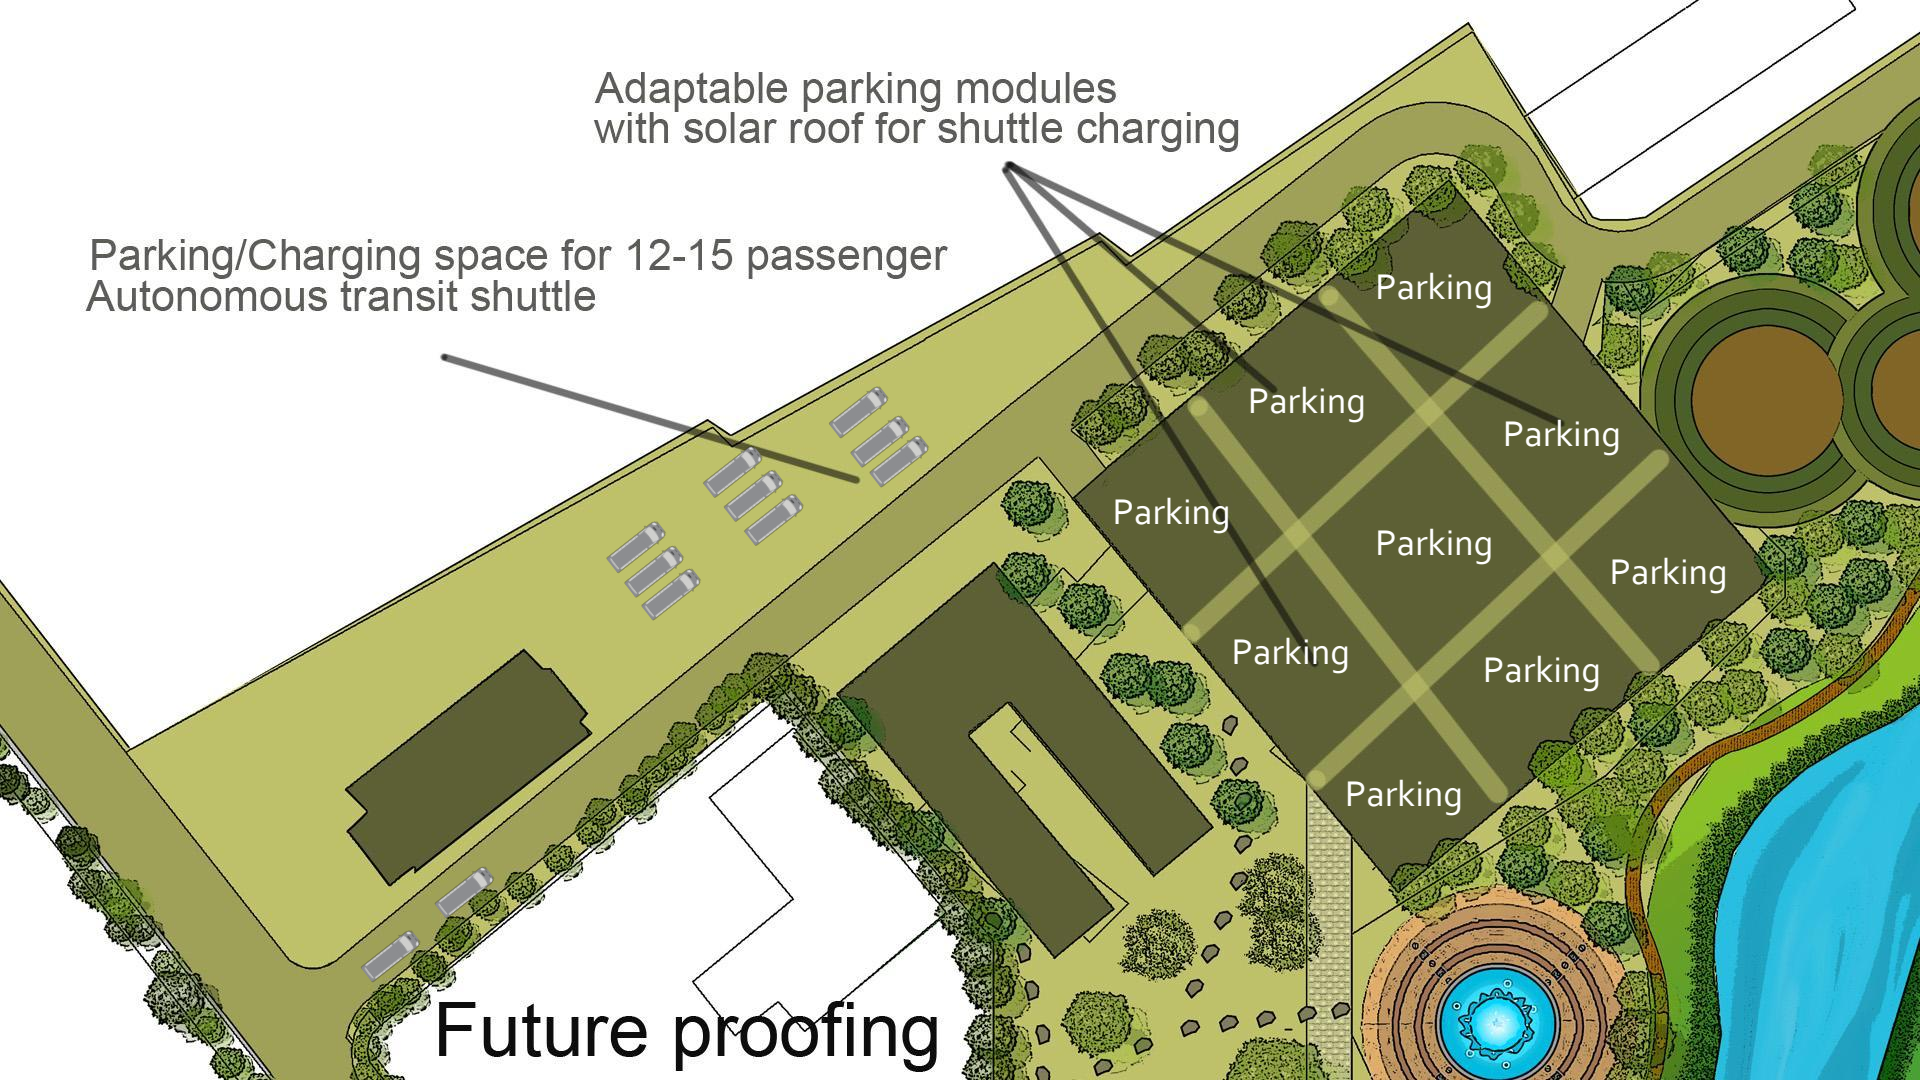 Adaptable parking modules
with solar roof for shuttle charging
Parking/Charging space for 12-15 passenger
Autonomous transit shuttle
Parking
Parking
Parking
Parking
Parking
Parking
Parking
Parking
Parking
Future proofing